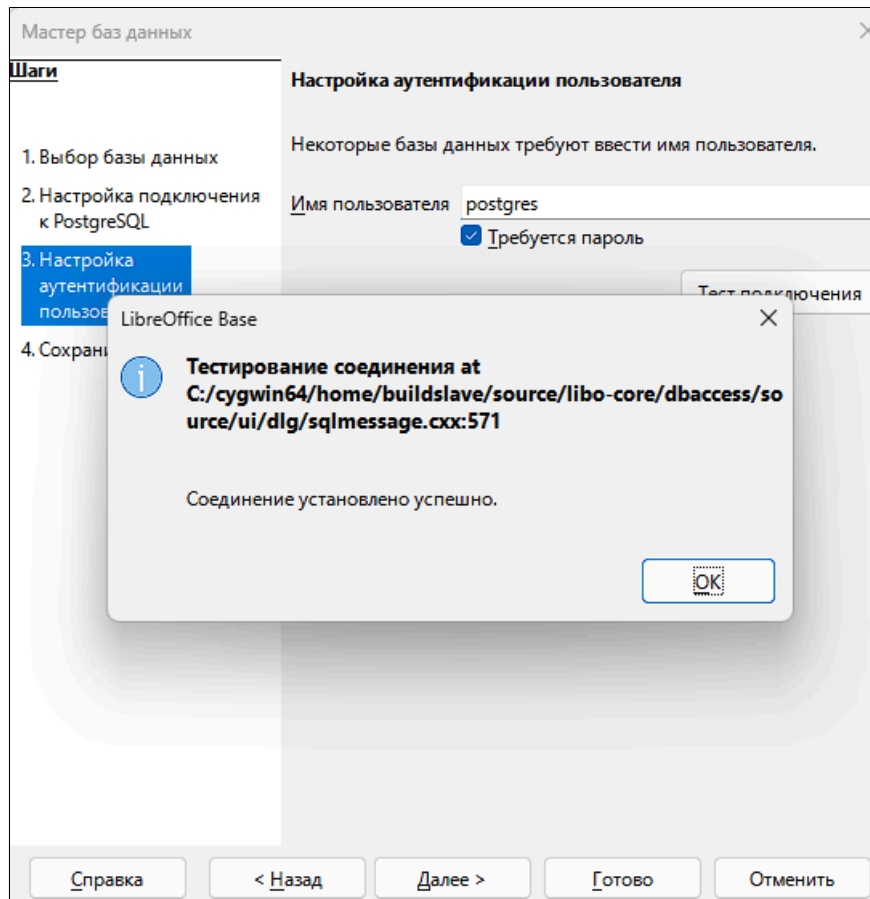 Мастер баз данных
Шаги
1. Выбор базы данных
2. Настройка подключения
к PostgreSQL
3. Настройка
аутентификации
пользов
4. Сохрани
Настройка аутентификации пользователя
Некоторые базы данных требуют ввести имя пользователя.
Имя пользователя postgres
Требуется пароль
Тест подключения
LibreOffice Base
Тестирование соединения at
C:/cygwin64/home/buildslave/source/libo-core/dbaccess/so
urce/ui/dlg/sqlmessage.cxx:571
Соединение установлено успешно.
OK
Справка
< Назад
Далее >
Готово
Отменить